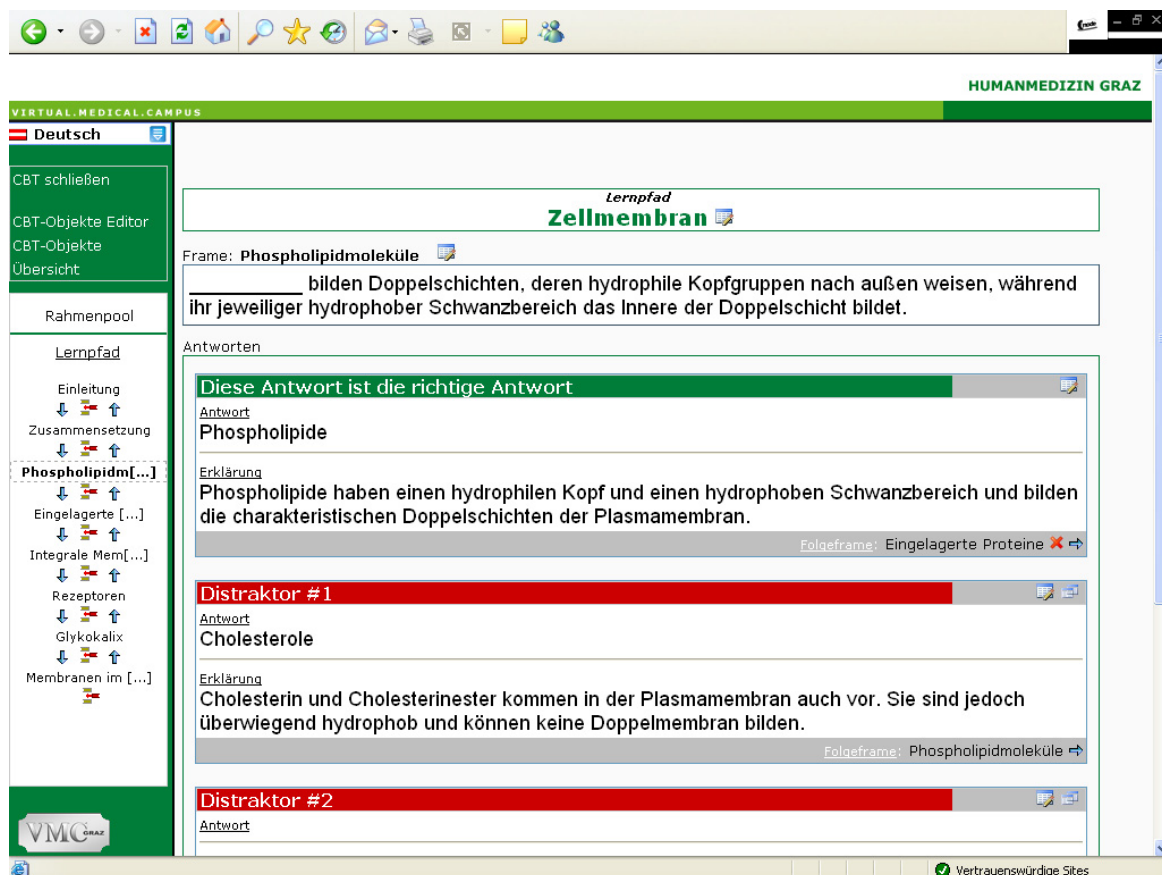 HUMANMEDIZIN GRAZ
VIRTUAL.MEDICAL.CAMPUS
Deutsch
CBT schließen
CBT-Objekte Editor
CBT-Objekte
Übersicht
Rahmenpool
Lernpfad
Einleitung
Zusammensetzung
Phospholipidm[...]
Eingelagerte [...]
Integrale Mem[...]
Rezeptoren
Glykokalix
Membranen im [...]
VMC GRAZ
Lernpfad
Zellmembran
Frame: Phospholipidmoleküle
__________ bilden Doppelschichten, deren hydrophile Kopfgruppen nach außen weisen, während
ihr jeweiliger hydrophober Schwanzbereich das Innere der Doppelschicht bildet.
Antworten
Diese Antwort ist die richtige Antwort
Antwort
Phospholipide
Erklärung
Phospholipide haben einen hydrophilen Kopf und einen hydrophoben Schwanzbereich und bilden
die charakteristischen Doppelschichten der Plasmamembran.
Folgeframe: Eingelagerte Proteine
Distraktor #1
Antwort
Cholesterole
Erklärung
Cholesterin und Cholesterinester kommen in der Plasmamembran auch vor. Sie sind jedoch
überwiegend hydrophob und können keine Doppelmembran bilden.
Folgeframe: Phospholipidmoleküle
Distraktor #2
Antwort
Vertrauenswürdige Sites